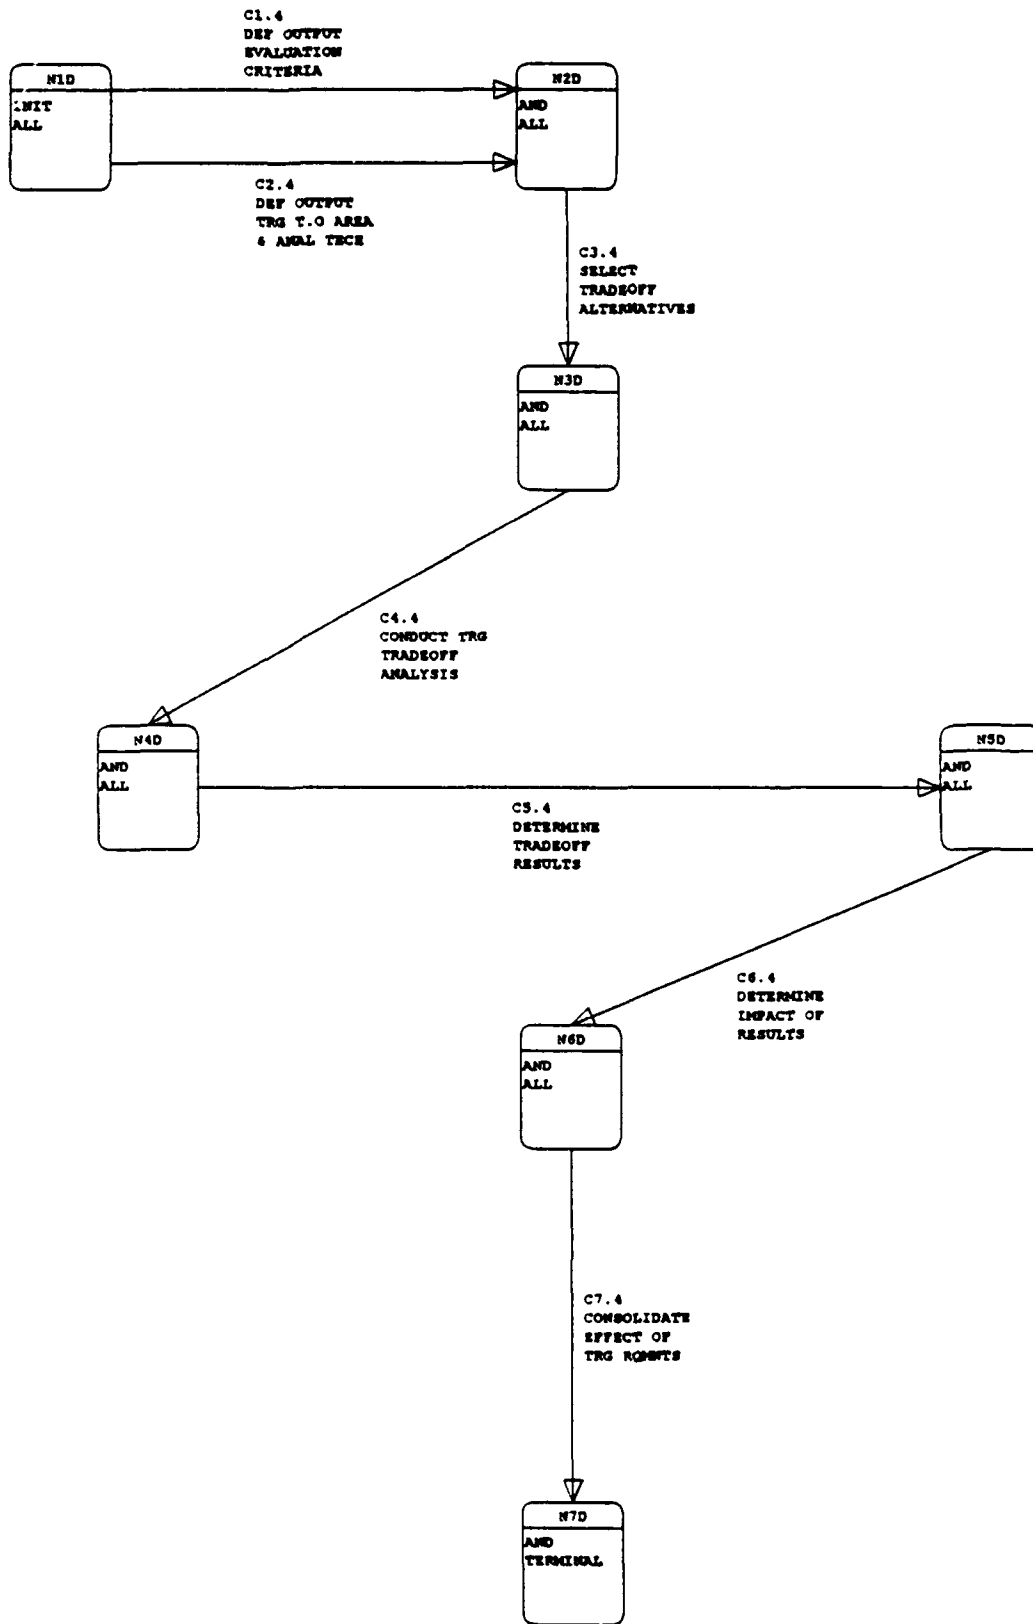 C1.4
DEF OUTPUT
EVALUATION
CRITERIA
N1D
INIT
ALL
N2D
AND
ALL
C2.4
DEF OUTPUT
TRG T.O AREA
& ANAL TECH
C3.4
SELECT
TRADEOFF
ALTERNATIVES
N3D
AND
ALL
C4.4
CONDUCT TRG
TRADEOFF
ANALYSIS
N4D
AND
ALL
N5D
AND
ALL
C5.4
DETERMINE
TRADEOFF
RESULTS
C6.4
DETERMINE
IMPACT OF
RESULTS
N6D
AND
ALL
C7.4
CONSOLIDATE
EFFECT OF
TRG RQMNTS
N7D
AND
TERMINAL